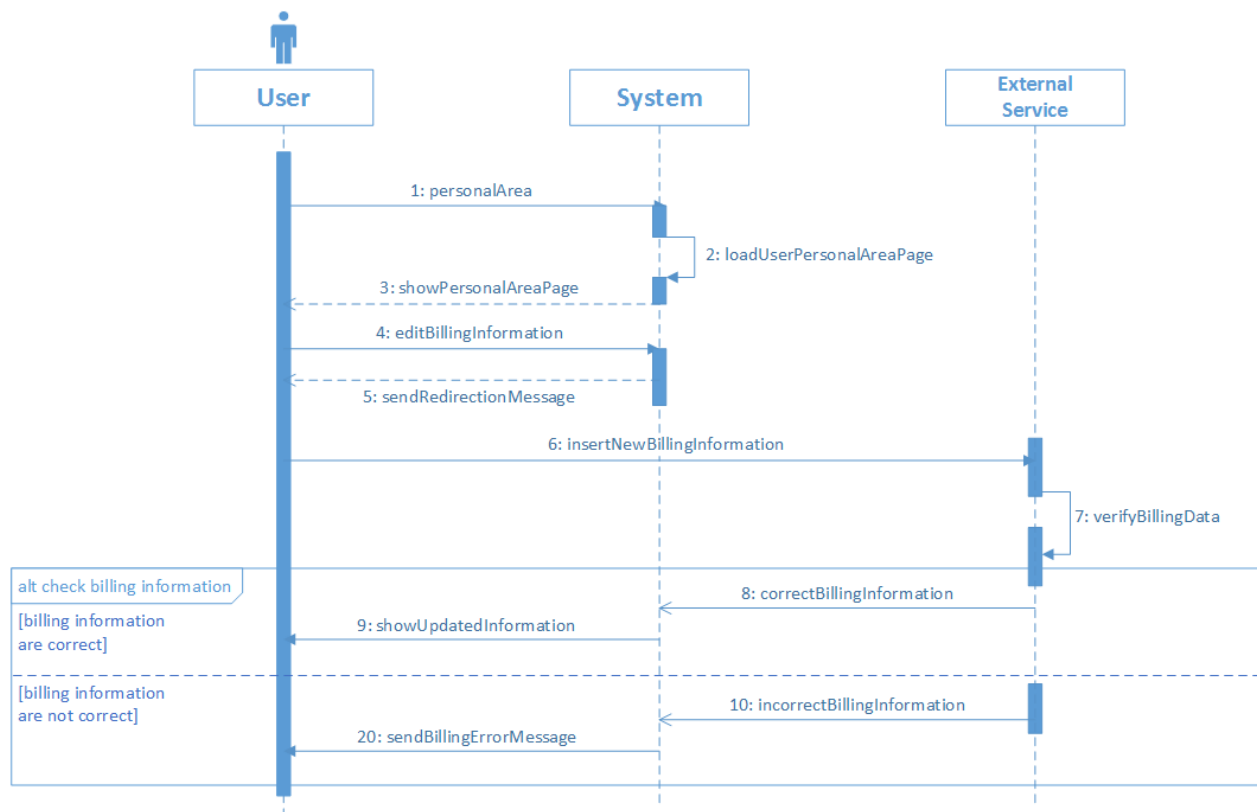 User
System
External
Service
1: personalArea
2: loadUserPersonalAreaPage
3: showPersonalAreaPage
4: editBillingInformation
5: sendRedirectionMessage
6: insertNewBillingInformation
7: verifyBillingData
alt check billing information
8: correctBillingInformation
[billing information
are correct]
9: showUpdatedInformation
[billing information
are not correct]
10: incorrectBillingInformation
20: sendBillingErrorMessage